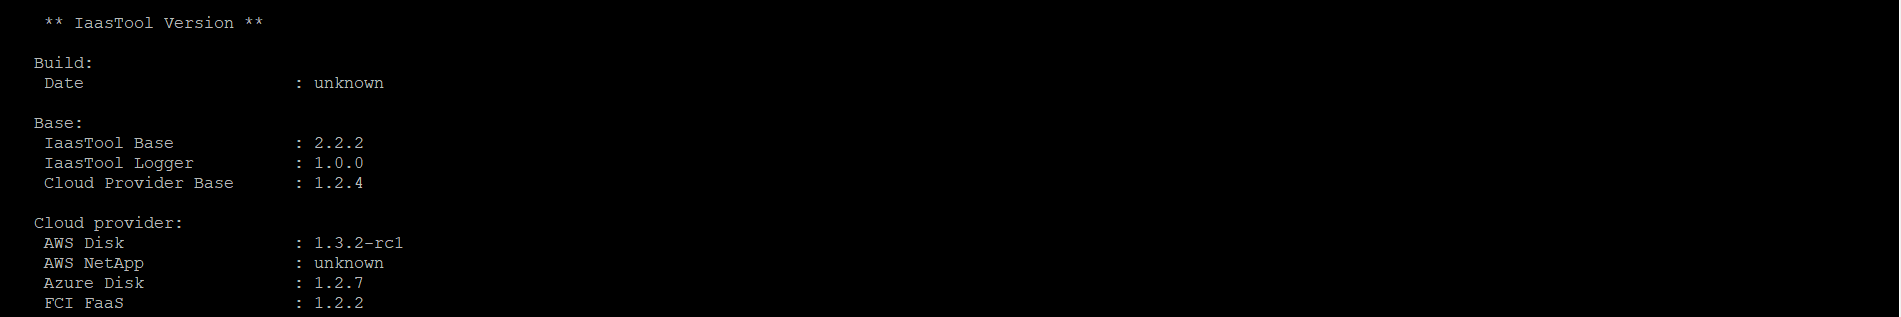 ** IaasTool Version **
Build:
Date : unknown
Base:
IaasTool Base : 2.2.2
IaasTool Logger : 1.0.0
Cloud Provider Base : 1.2.4
Cloud provider:
AWS Disk : 1.3.2-rc1
AWS NetApp : unknown
Azure Disk : 1.2.7
FCI FaaS : 1.2.2